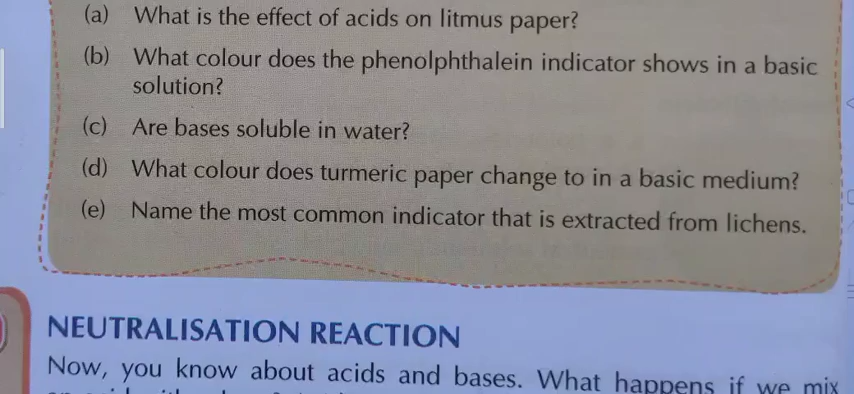 (a) What is the effect of acids on litmus paper?
(b) What colour does the phenolphthalein indicator shows in a basic
solution?
(c) Are bases soluble in water?
(d) What colour does turmeric paper change to in a basic medium?
(e) Name the most common indicator that is extracted from lichens.
NEUTRALISATION REACTION
Now, you know about acids and bases. What happens if we mix